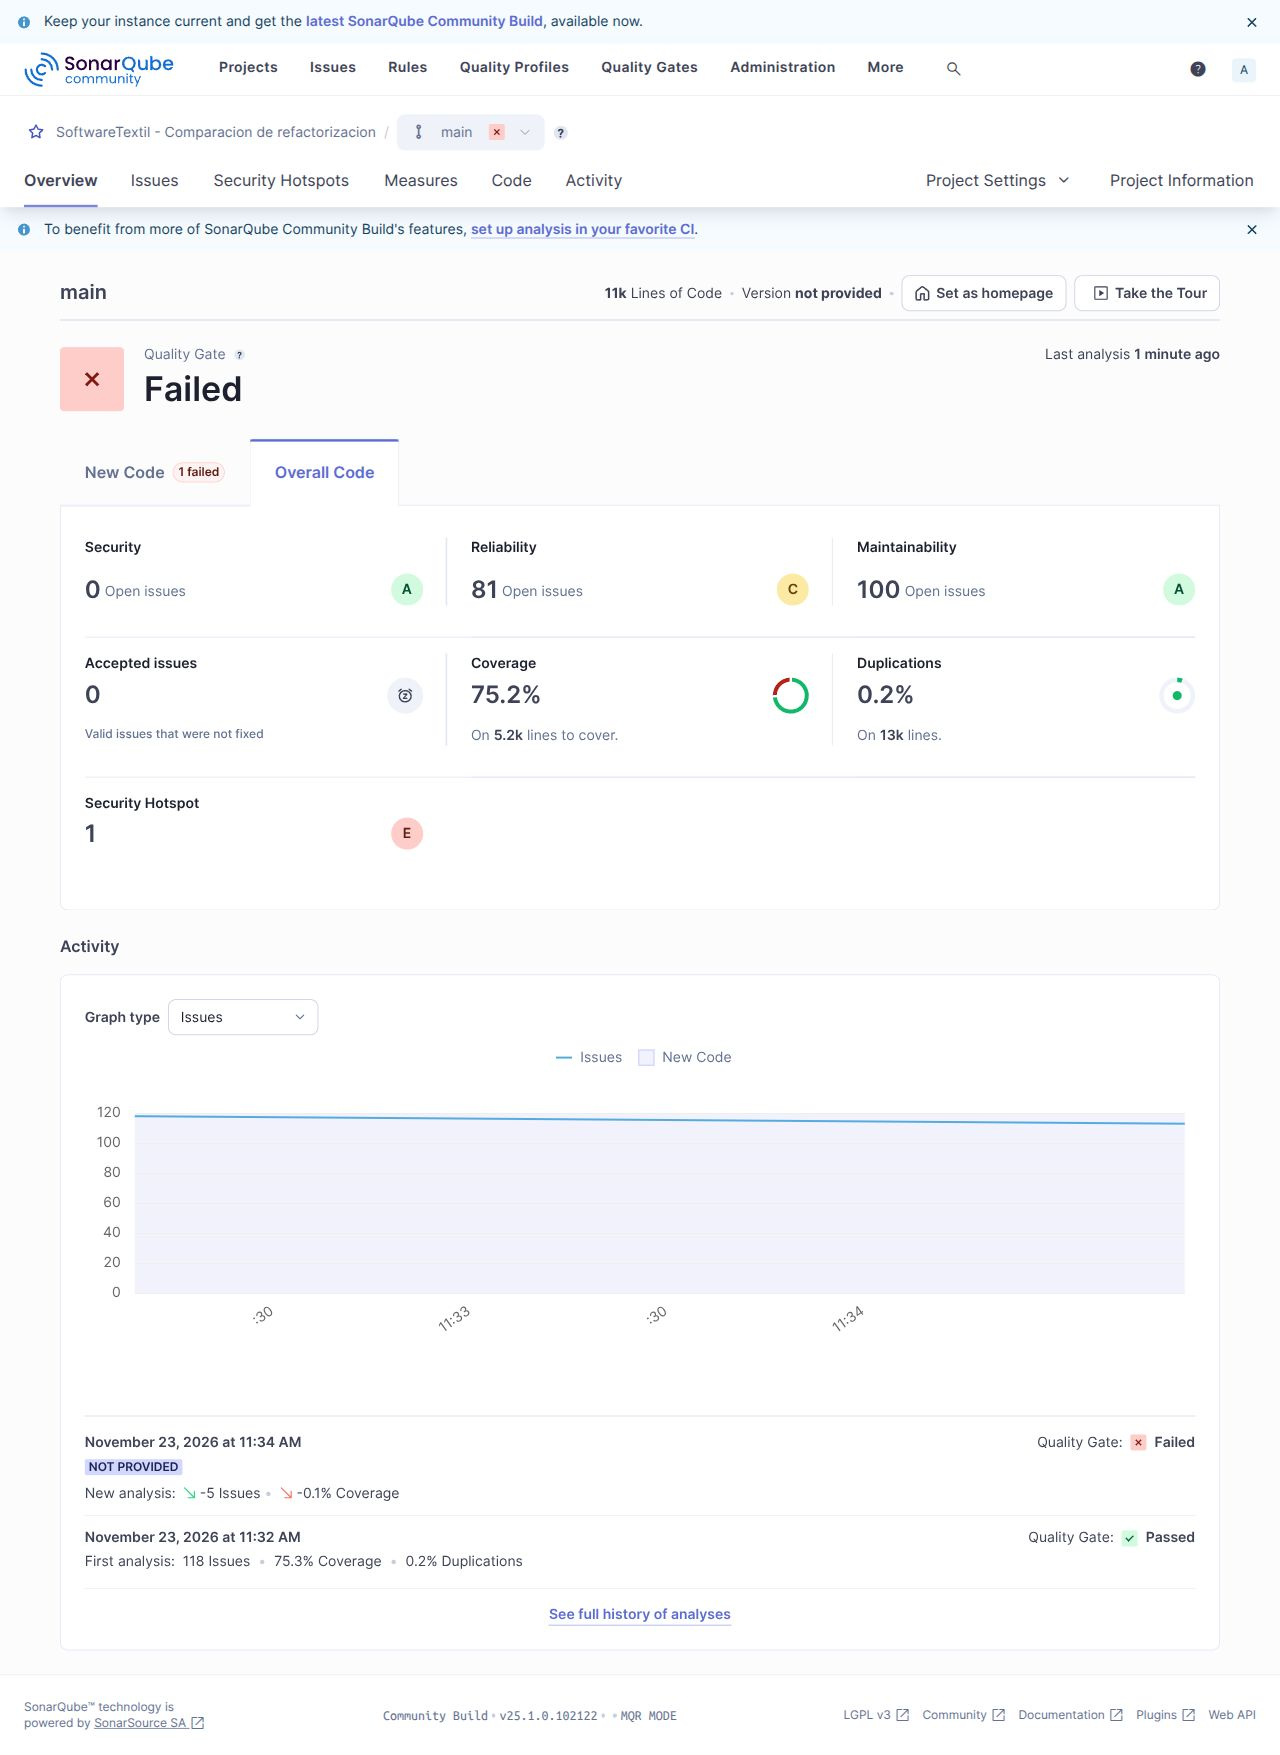 Keep your instance current and get the latest SonarQube Community Build, available now.
SonarQube community
Projects Issues Rules Quality Profiles Quality Gates Administration More
A
SoftwareTextil - Comparacion de refactorizacion / main
Overview Issues Security Hotspots Measures Code Activity Project Settings Project Information
To benefit from more of SonarQube Community Build's features, set up analysis in your favorite CI.
main
11k Lines of Code • Version not provided • Set as homepage Take the Tour
Quality Gate ?
Last analysis 1 minute ago
Failed
New Code 1 failed Overall Code
Security Reliability Maintainability
0 Open issues A 81 Open issues C 100 Open issues A
Accepted issues Coverage Duplications
0 75.2% 0.2%
Valid issues that were not fixed On 5.2k lines to cover. On 13k lines.
Security Hotspot
1 E
Activity
Graph type Issues
Issues New Code
120
100
80
60
40
20
0
:30 11:33 :30 11:34
November 23, 2026 at 11:34 AM Quality Gate: Failed
NOT PROVIDED
New analysis: -5 Issues • -0.1% Coverage
November 23, 2026 at 11:32 AM Quality Gate: Passed
First analysis: 118 Issues • 75.3% Coverage • 0.2% Duplications
See full history of analyses
SonarQube™ technology is
powered by SonarSource SA
Community Build • v25.1.0.102122 • • MQR MODE
LGPL v3 Community Documentation Plugins Web API